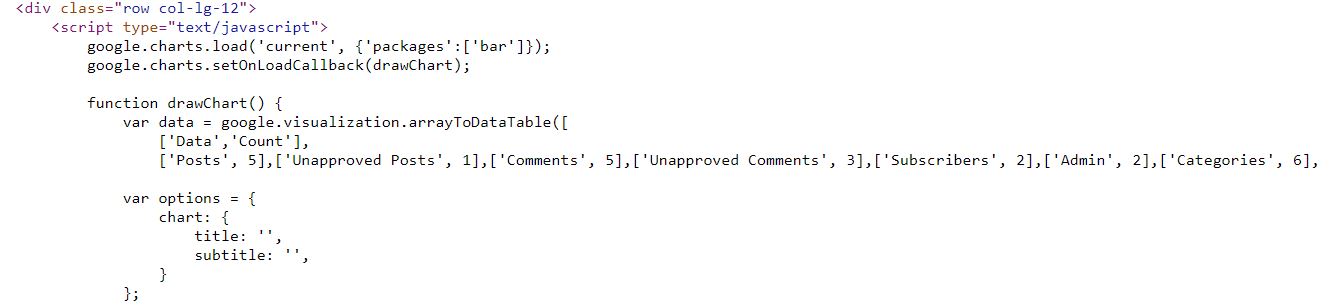 <div class="row col-lg-12">
<script type="text/javascript">
google.charts.load('current', {'packages':['bar']});
google.charts.setOnLoadCallback(drawChart);
function drawChart() {
var data = google.visualization.arrayToDataTable([
['Data','Count'],
['Posts', 5],['Unapproved Posts', 1],['Comments', 5],['Unapproved Comments', 3],['Subscribers', 2],['Admin', 2],['Categories', 6],
var options = {
chart: {
title: '',
subtitle: '',
}
};